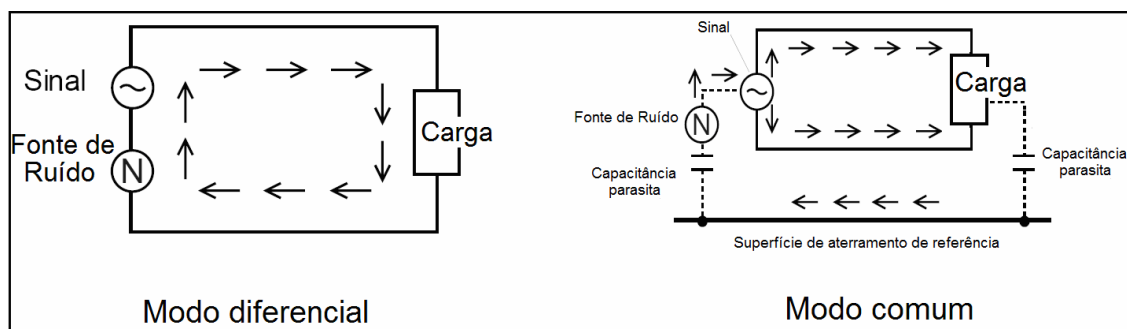 Sinal
Fonte de
Ruído
N
Carga
Modo diferencial
Sinal
Fonte de Ruído
N
Capacitância
parasita
Carga
Capacitância
parasita
Superfície de aterramento de referência
Modo comum